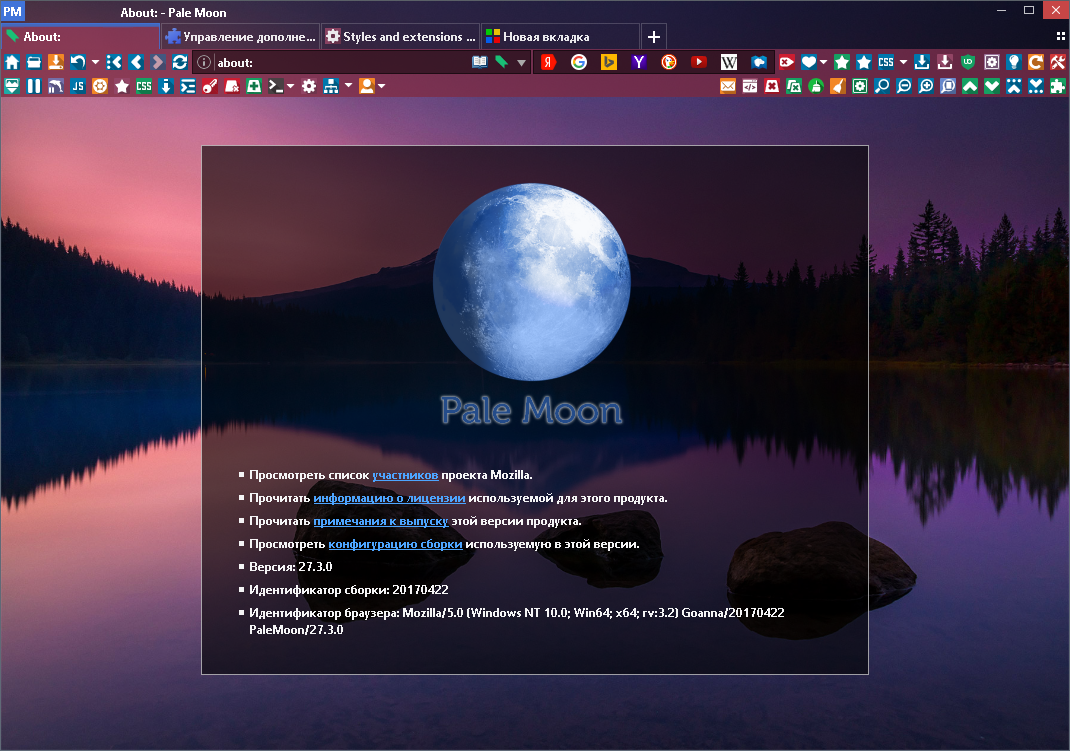 PM About: - Pale Moon
About: Управление дополне... Styles and extensions ... Новая вкладка
about:
JS CSS CSS
Pale Moon
Просмотреть список участников проекта Mozilla.
Прочитать информацию о лицензии используемой для этого продукта.
Прочитать примечания к выпуску этой версии продукта.
Просмотреть конфигурацию сборки используемую в этой версии.
Версия: 27.3.0
Идентификатор сборки: 20170422
Идентификатор браузера: Mozilla/5.0 (Windows NT 10.0; Win64; x64; rv:3.2) Goanna/20170422
PaleMoon/27.3.0